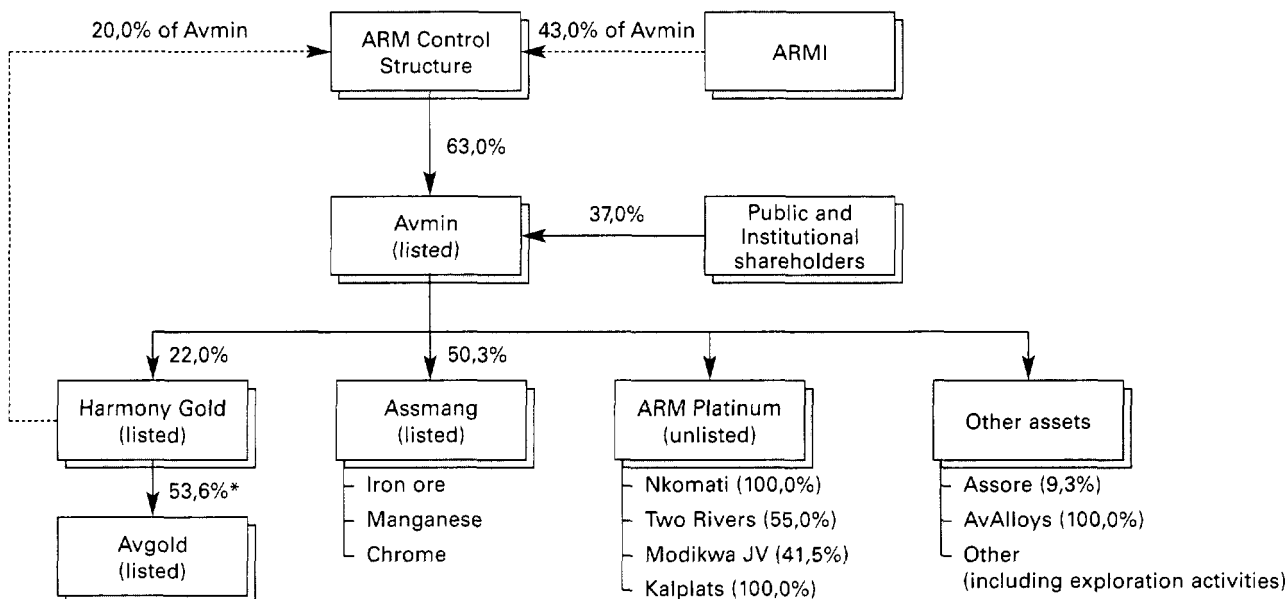 20,0% of Avmin
ARM Control
Structure
43,0% of Avmin
ARMI
63,0%
Avmin
(listed)
37,0%
Public and
Institutional
shareholders
22,0%
50,3%
Harmony Gold
(listed)
Assmang
(listed)
ARM Platinum
(unlisted)
Other assets
53,6%*
Avgold
(listed)
Iron ore
Manganese
Chrome
Nkomati (100,0%)
Two Rivers (55,0%)
Modikwa JV (41,5%)
Kalplats (100,0%)
Assore (9,3%)
AvAlloys (100,0%)
Other
(including exploration activities)